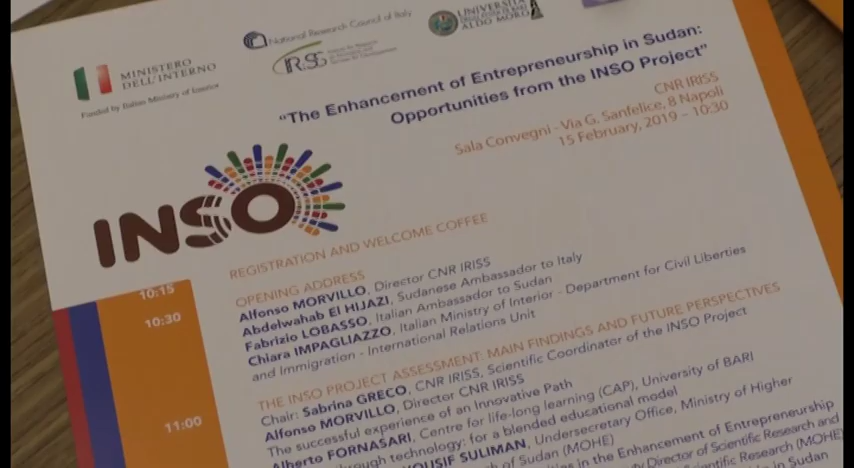 MINISTERO
DELL'INTERNO
Funded by Italian Ministry of Interior
National Research Council of Italy
IRISS
UNIVERSITÀ
ALDO MORO
"The Enhancement of Entrepreneurship in Sudan:
Opportunities from the INSO Project"
CNR IRISS
Sala Convegni - Via G. Sanfelice, 8 Napoli
15 February, 2019 – 10:30
INSO
REGISTRATION AND WELCOME COFFEE
10:15
OPENING ADDRESS
10:30
Alfonso MORVILLO, Director CNR IRISS
Abdelwahab El HIJAZI, Sudanese Ambassador to Italy
Fabrizio LOBASSO, Italian Ambassador to Sudan
Chiara IMPAGLIAZZO, Italian Ministry of Interior - Department for Civil Liberties
and Immigration - International Relations Unit
THE INSO PROJECT ASSESSMENT: MAIN FINDINGS AND FUTURE PERSPECTIVES
11:00
Chair: Sabrina GRECO, CNR IRISS, Scientific Coordinator of the INSO Project
Alfonso MORVILLO, Director CNR IRISS
The successful experience of an Innovative Path
Alberto FORNASARI, Centre for life-long learning (CAP), University of BARI
through technology: for a blended educational model
YOUSIF SULIMAN, Undersecretary Office, Ministry of Higher
of Sudan (MOHE)
in the Enhancement of Entrepreneurship
Director of Scientific Research and
Scientific Research (MOHE)
in Sudan